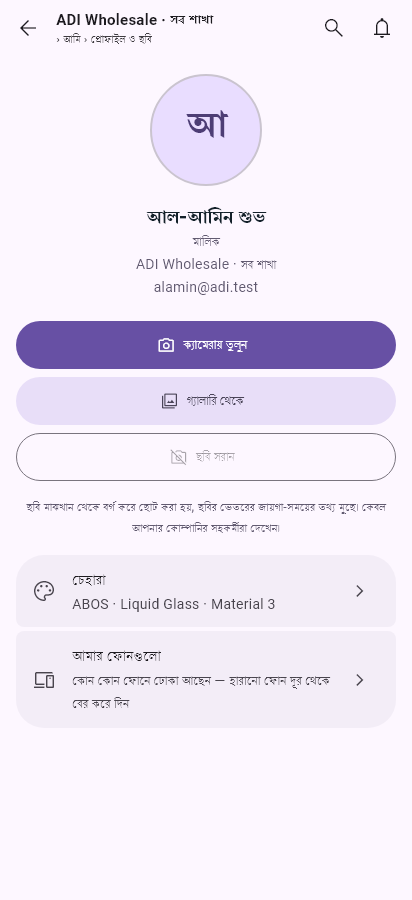 ADI Wholesale · সব শাখা
› আমি › প্রোফাইল ও ছবি
আ
আল-আমিন শুভ
মালিক
ADI Wholesale · সব শাখা
alamin@adi.test
ক্যামেরায় তুলুন
গ্যালারি থেকে
ছবি সরান
ছবি মাঝখান থেকে বর্গ করে ছোট করা হয়, ছবির ভেতরের জায়গা-সময়ের তথ্য মুছে। কেবল
আপনার কোম্পানির সহকর্মীরা দেখেন।
চেহারা
ABOS · Liquid Glass · Material 3
আমার ফোনগুলো
কোন কোন ফোনে ঢোকা আছেন — হারানো ফোন দূর থেকে
বের করে দিন